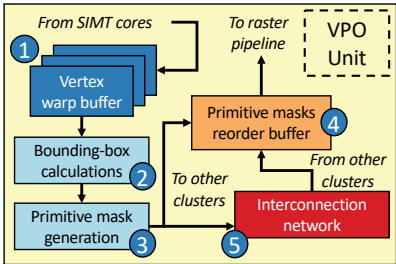 From SIMT cores
1
Vertex
warp buffer
Bounding-box
calculations
2
Primitive mask
generation
3
To raster
pipeline
VPO
Unit
Primitive masks
reorder buffer
4
To other
clusters
From other
clusters
Interconnection
network
5